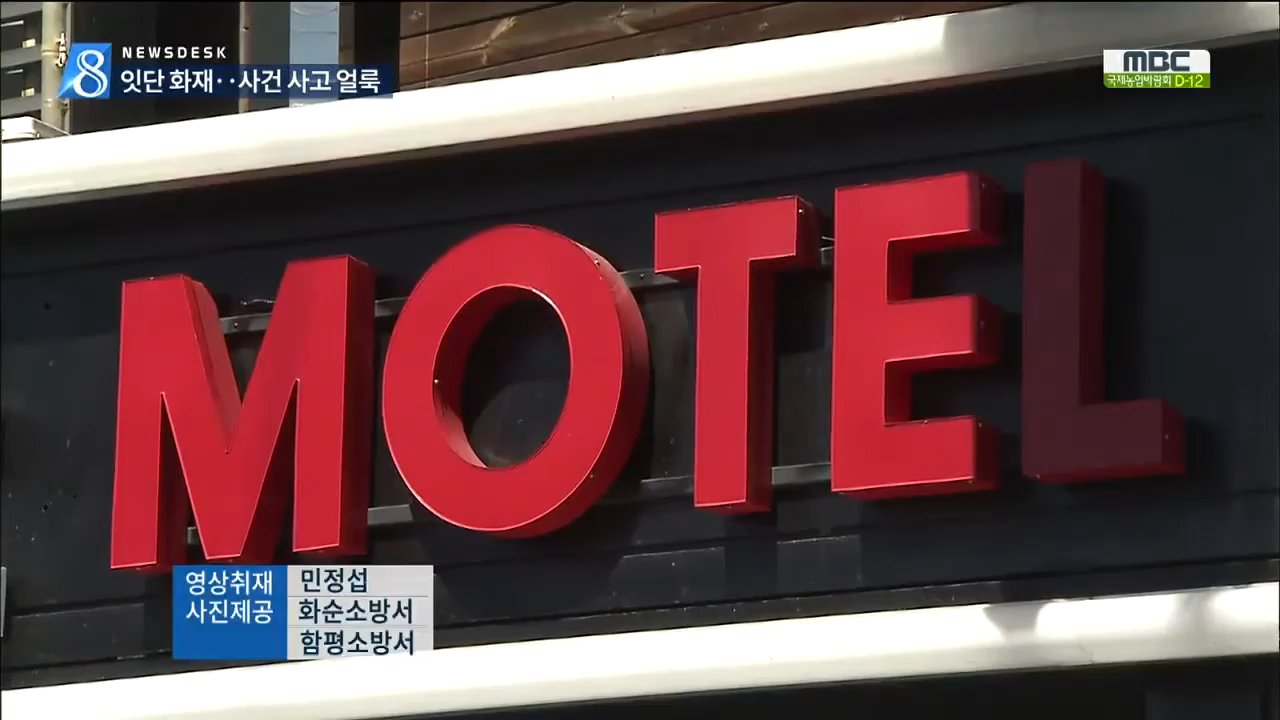 NEWSDESK
8 잇단 화재‥사건 사고 얼룩
MBC
국제농업박람회 D-12
MOTEL
영상취재 민정섭
사진제공 화순소방서
함평소방서